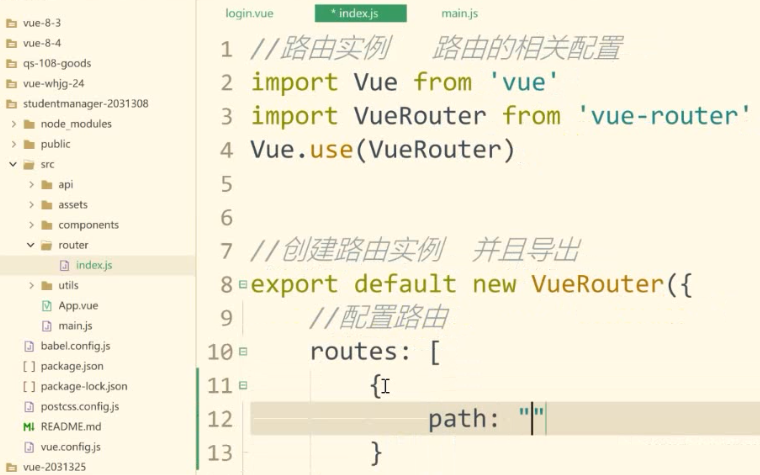 login.vue * index.js main.js
vue-8-3
vue-8-4
qs-108-goods
vue-whjg-24
studentmanager-2031308
node_modules
public
src
api
assets
components
router
index.js
utils
App.vue
main.js
babel.config.js
package.json
package-lock.json
postcss.config.js
README.md
vue.config.js
vue-2031325
1 //路由实例 路由的相关配置
2 import Vue from 'vue'
3 import VueRouter from 'vue-router'
4 Vue.use(VueRouter)
5
6
7 //创建路由实例 并且导出
8 export default new VueRouter({
9 //配置路由
10 routes: [
11 {
12 path: ""
13 }